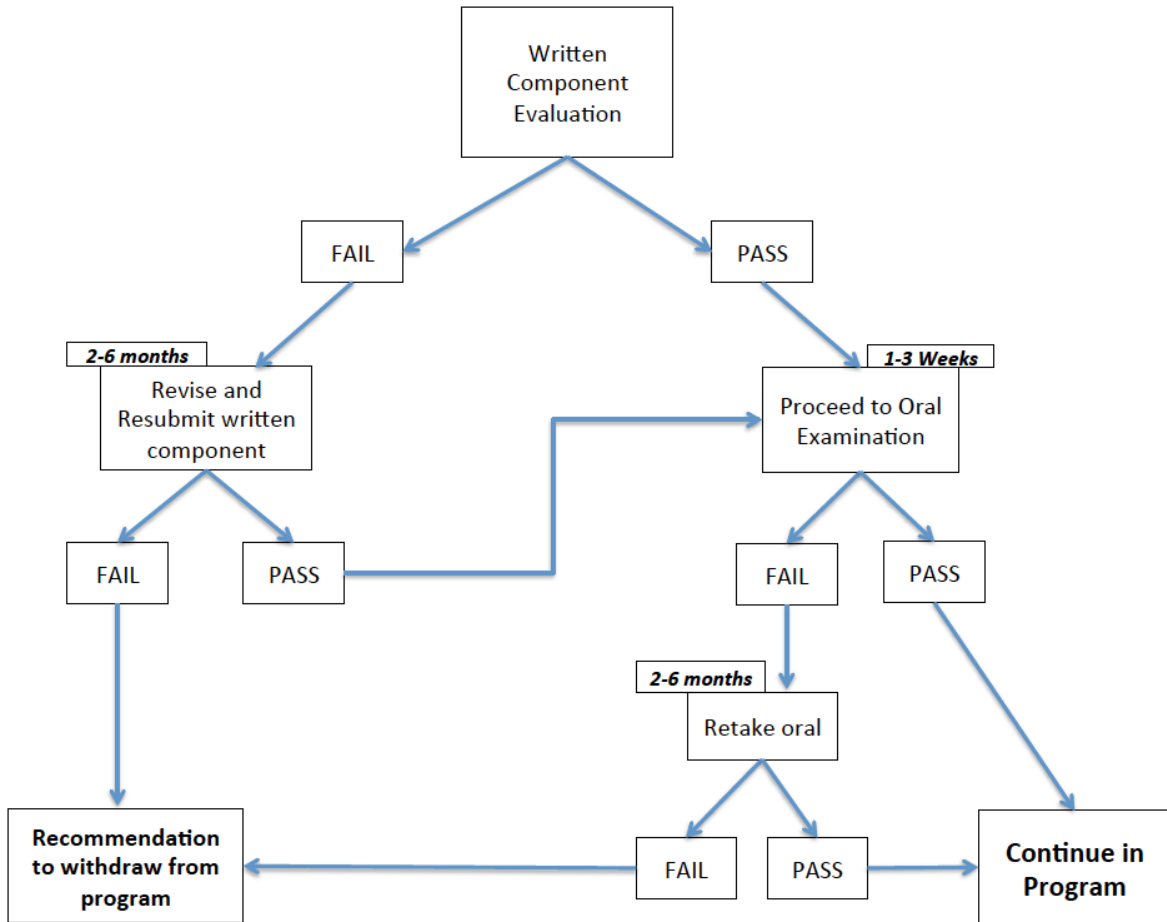 Written
Component
Evaluation
FAIL
PASS
2-6 months
Revise and
Resubmit written
component
1-3 Weeks
Proceed to Oral
Examination
FAIL
PASS
FAIL
PASS
2-6 months
Retake oral
Recommendation
to withdraw from
program
FAIL
PASS
Continue in
Program